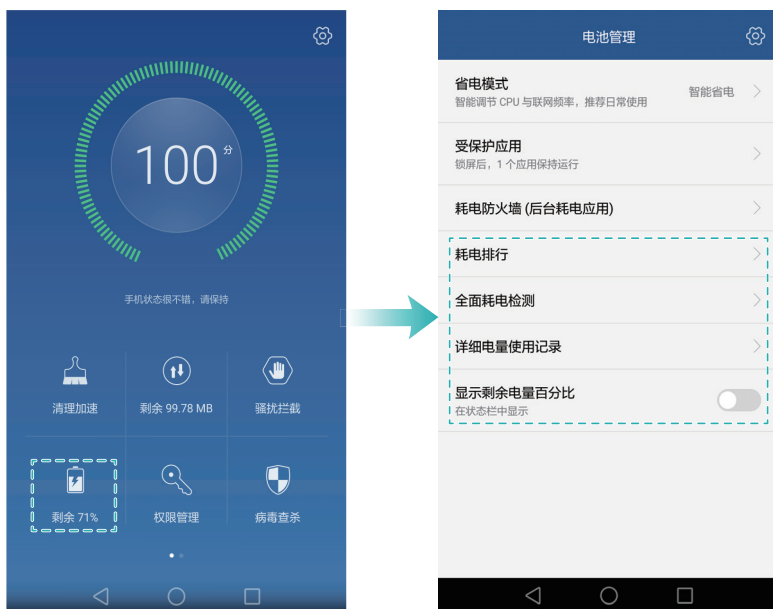 100 分
手机状态很不错，请保持
清理加速
剩余 99.78 MB
骚扰拦截
剩余 71%
权限管理
病毒查杀
电池管理
省电模式
智能调节 CPU 与联网频率，推荐日常使用
智能省电
受保护应用
锁屏后，1 个应用保持运行
耗电防火墙 (后台耗电应用)
耗电排行
全面耗电检测
详细电量使用记录
显示剩余电量百分比
在状态栏中显示